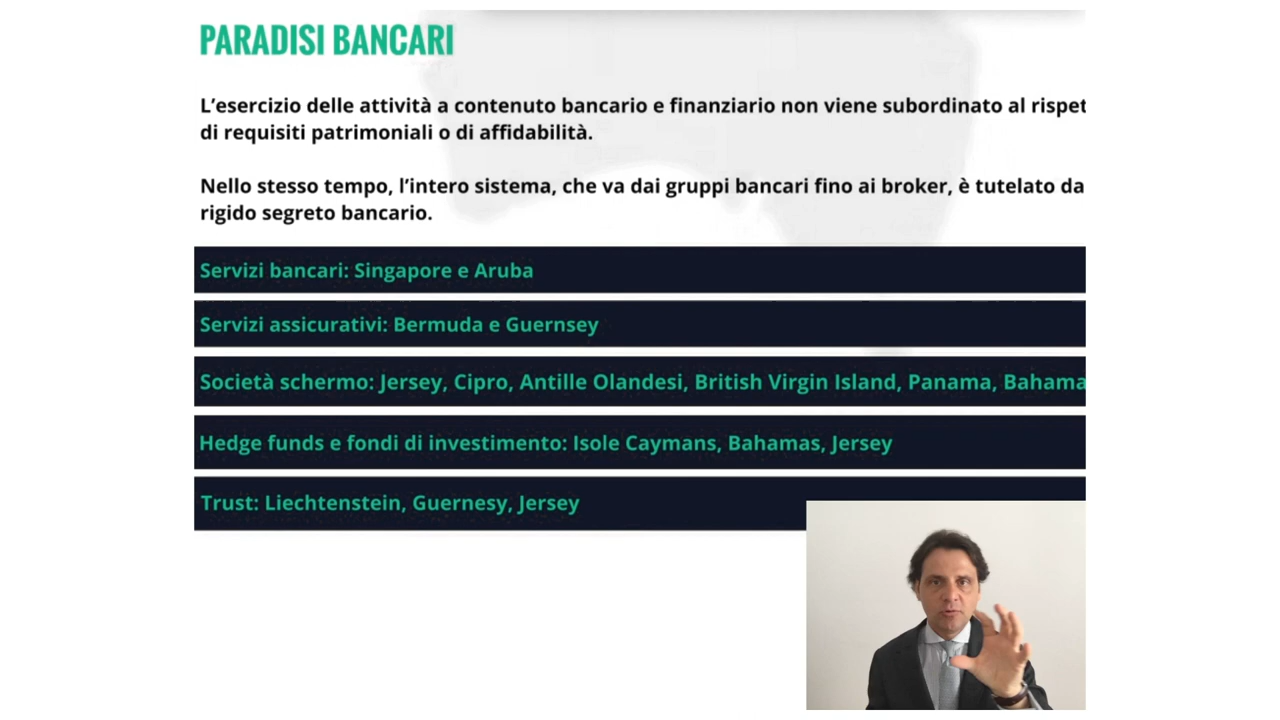 PARADISI BANCARI
L’esercizio delle attività a contenuto bancario e finanziario non viene subordinato al rispet
di requisiti patrimoniali o di affidabilità.
Nello stesso tempo, l’intero sistema, che va dai gruppi bancari fino ai broker, è tutelato da
rigido segreto bancario.
Servizi bancari: Singapore e Aruba
Servizi assicurativi: Bermuda e Guernsey
Società schermo: Jersey, Cipro, Antille Olandesi, British Virgin Island, Panama, Bahama
Hedge funds e fondi di investimento: Isole Caymans, Bahamas, Jersey
Trust: Liechtenstein, Guernesy, Jersey